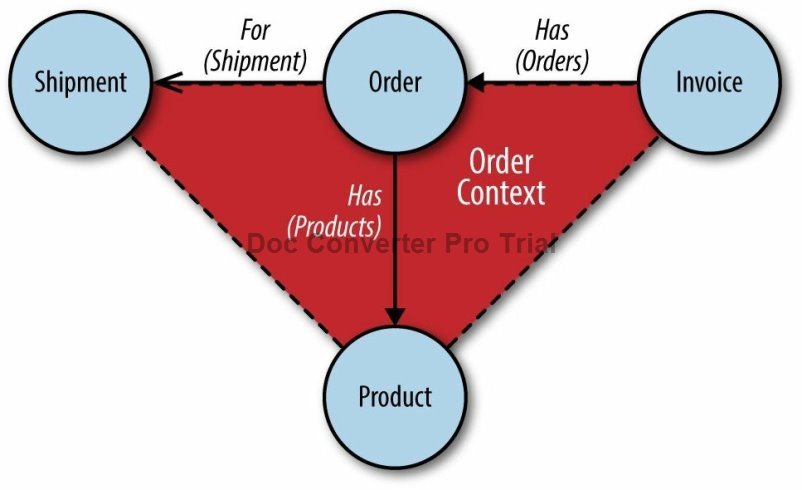 For
(Shipment)
Has
(Orders)
Shipment
Order
Invoice
Order
Context
Has
(Products)
Doc Converter Pro Trial
Product